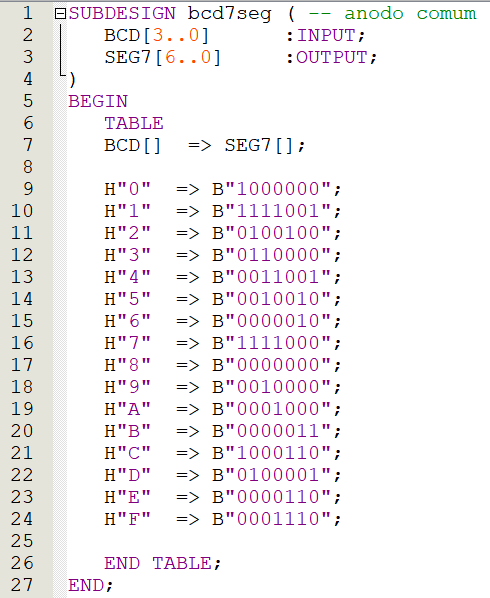 1 SUBDESIGN bcd7seg ( -- anodo comum
2 BCD[3..0] :INPUT;
3 SEG7[6..0] :OUTPUT;
4 )
5 BEGIN
6 TABLE
7 BCD[] => SEG7[];
8
9 H"0" => B"1000000";
10 H"1" => B"1111001";
11 H"2" => B"0100100";
12 H"3" => B"0110000";
13 H"4" => B"0011001";
14 H"5" => B"0010010";
15 H"6" => B"0000010";
16 H"7" => B"1111000";
17 H"8" => B"0000000";
18 H"9" => B"0010000";
19 H"A" => B"0001000";
20 H"B" => B"0000011";
21 H"C" => B"1000110";
22 H"D" => B"0100001";
23 H"E" => B"0000110";
24 H"F" => B"0001110";
25
26 END TABLE;
27 END;